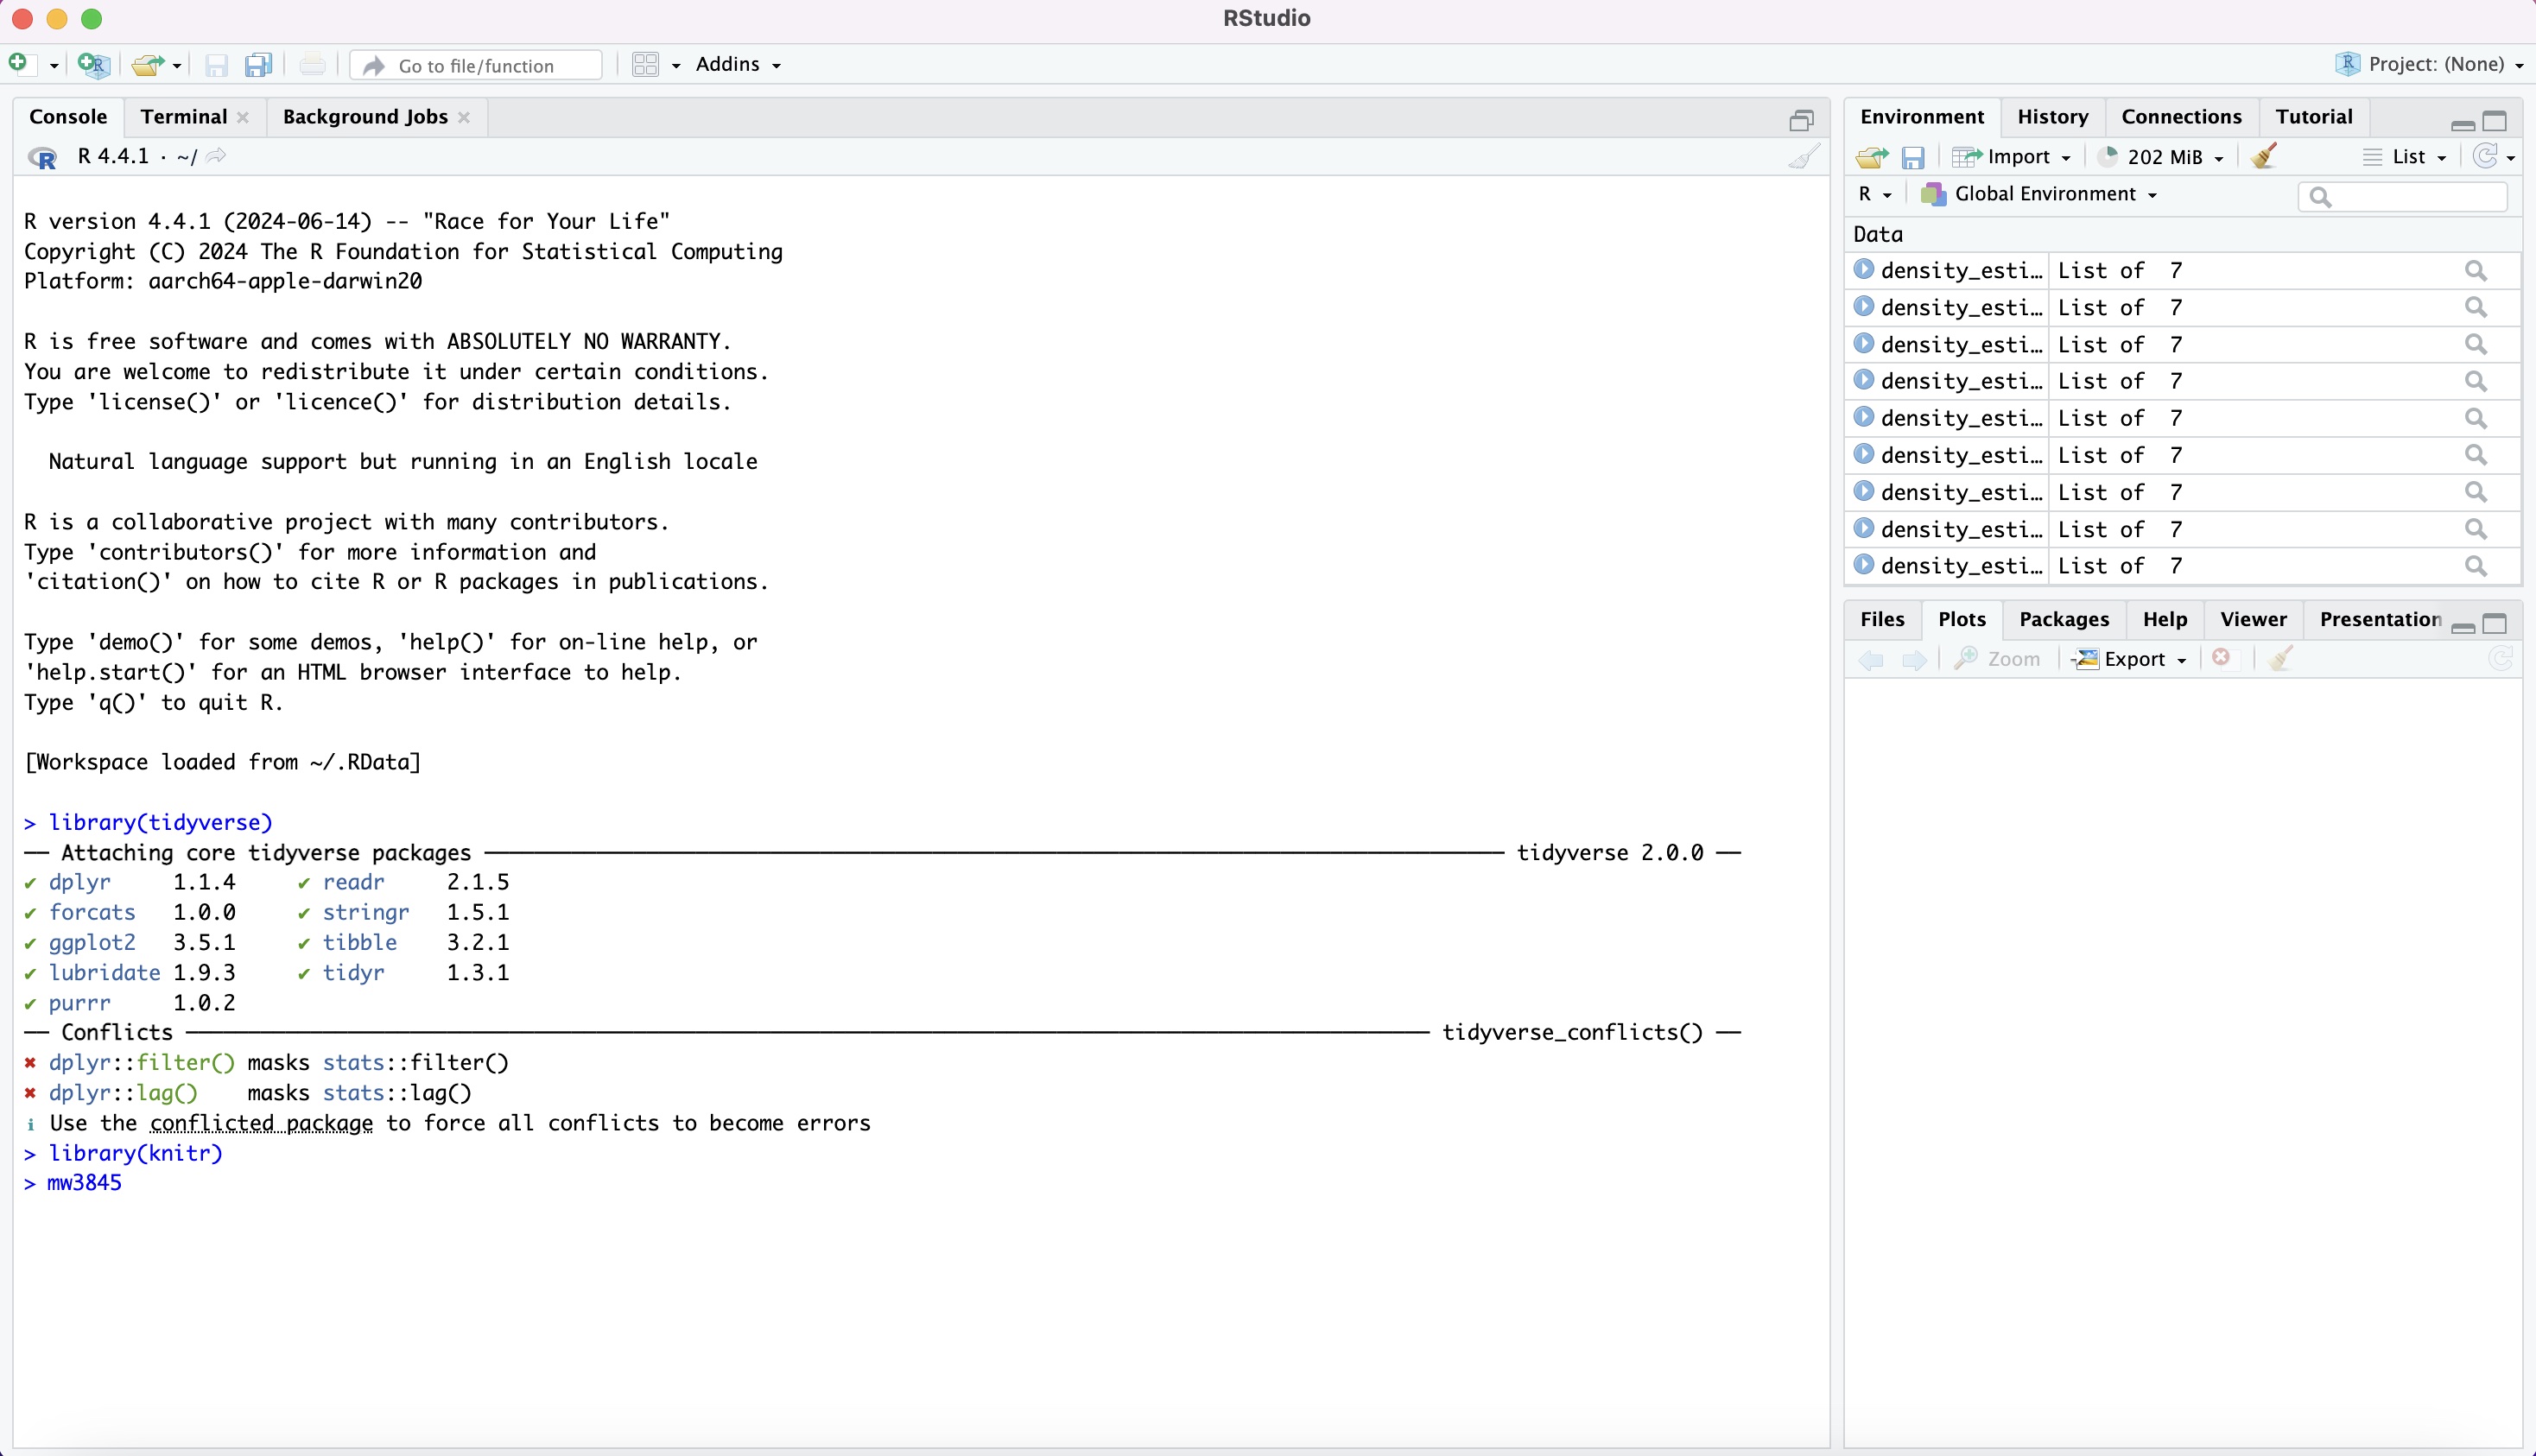 RStudio
Go to file/function
Addins
Project: (None)
Console Terminal Background Jobs
R 4.4.1 · ~/
R version 4.4.1 (2024-06-14) -- "Race for Your Life"
Copyright (C) 2024 The R Foundation for Statistical Computing
Platform: aarch64-apple-darwin20
R is free software and comes with ABSOLUTELY NO WARRANTY.
You are welcome to redistribute it under certain conditions.
Type 'license()' or 'licence()' for distribution details.
Natural language support but running in an English locale
R is a collaborative project with many contributors.
Type 'contributors()' for more information and
'citation()' on how to cite R or R packages in publications.
Type 'demo()' for some demos, 'help()' for on-line help, or
'help.start()' for an HTML browser interface to help.
Type 'q()' to quit R.
[Workspace loaded from ~/.RData]
> library(tidyverse)
── Attaching core tidyverse packages ──── tidyverse 2.0.0 ──
✔ dplyr 1.1.4 ✔ readr 2.1.5
✔ forcats 1.0.0 ✔ stringr 1.5.1
✔ ggplot2 3.5.1 ✔ tibble 3.2.1
✔ lubridate 1.9.3 ✔ tidyr 1.3.1
✔ purrr 1.0.2
── Conflicts ──── tidyverse_conflicts() ──
✖ dplyr::filter() masks stats::filter()
✖ dplyr::lag() masks stats::lag()
ℹ Use the conflicted package to force all conflicts to become errors
> library(knitr)
> mw3845
Environment History Connections Tutorial
Import 202 MiB List
R Global Environment
Data
density_esti… List of 7
density_esti… List of 7
density_esti… List of 7
density_esti… List of 7
density_esti… List of 7
density_esti… List of 7
density_esti… List of 7
density_esti… List of 7
density_esti… List of 7
Files Plots Packages Help Viewer Presentation
Zoom Export